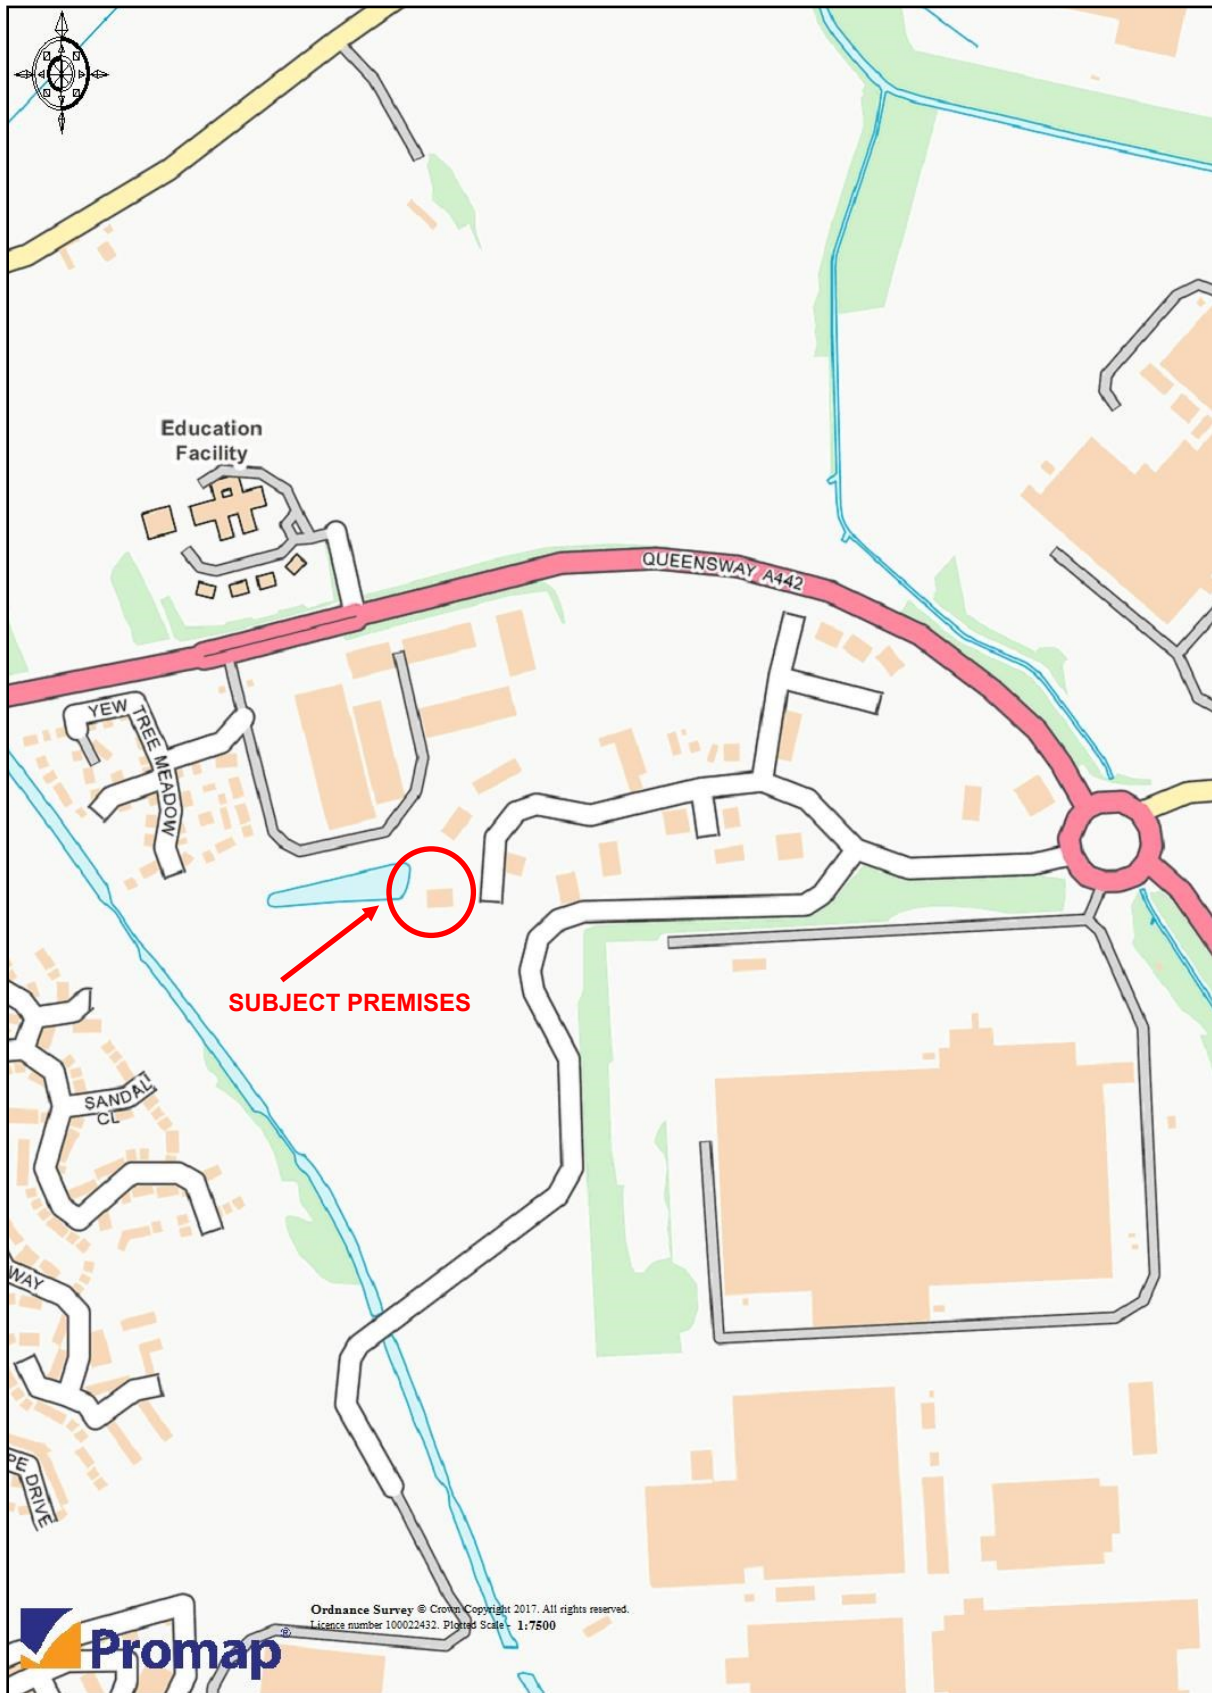 Education
Facility
QUEENSWAY A442
YEW
TREE MEADOW
SUBJECT PREMISES
SANDAL
CL
WAY
PE DRIVE
Ordnance Survey © Crown Copyright 2017. All rights reserved.
Licence number 100022432. Plotted Scale - 1:7500
Promap®